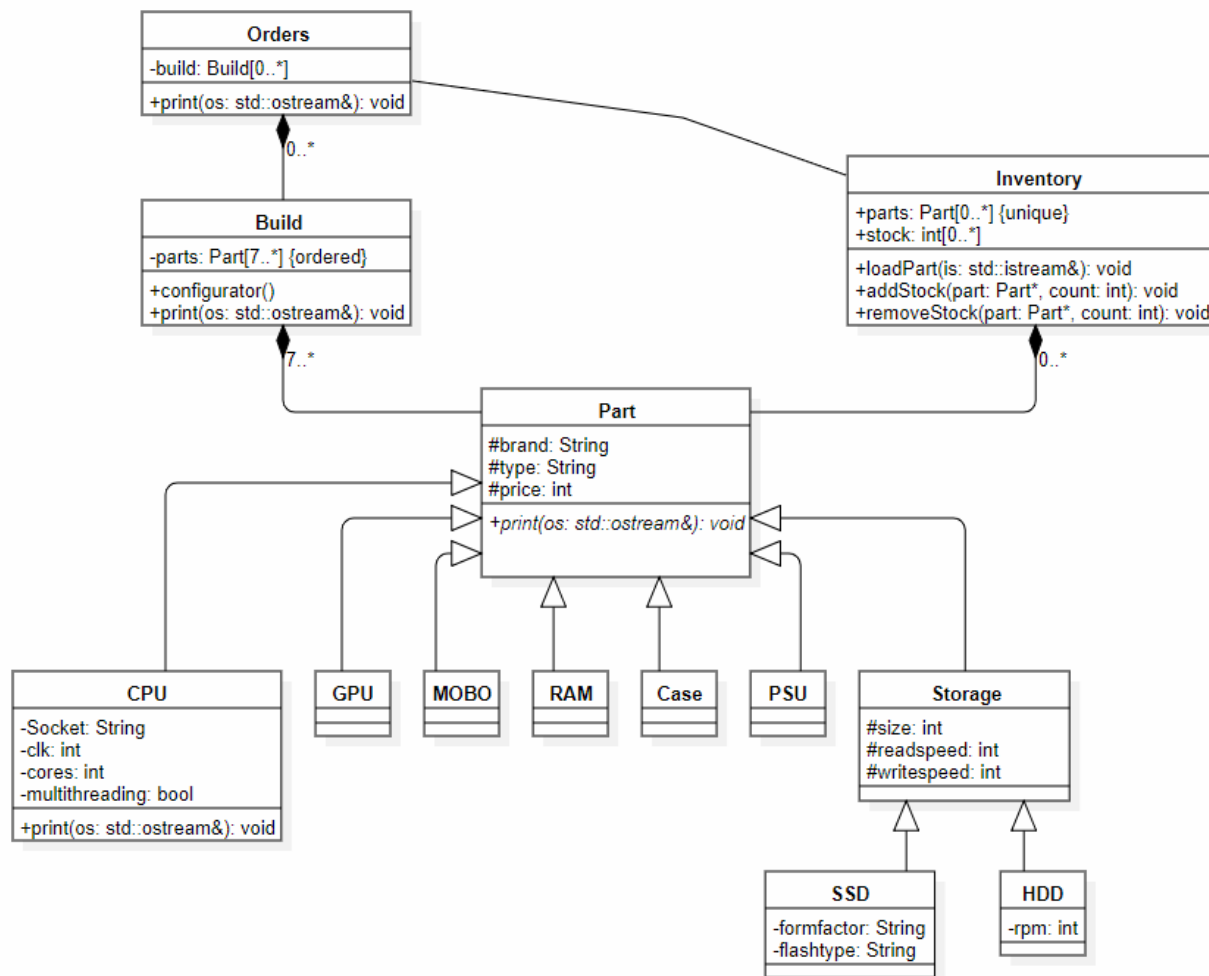 Orders
-build: Build[0..*]
+print(os: std::ostream&): void
0..*
Inventory
+parts: Part[0..*] {unique}
+stock: int[0..*]
+loadPart(is: std::istream&): void
+addStock(part: Part*, count: int): void
+removeStock(part: Part*, count: int): void
0..*
Build
-parts: Part[7..*] {ordered}
+configurator()
+print(os: std::ostream&): void
7..*
Part
#brand: String
#type: String
#price: int
+print(os: std::ostream&): void
CPU
-Socket: String
-clk: int
-cores: int
-multithreading: bool
+print(os: std::ostream&): void
GPU
MOBO
RAM
Case
PSU
Storage
#size: int
#readspeed: int
#writespeed: int
SSD
-formfactor: String
-flashtype: String
HDD
-rpm: int